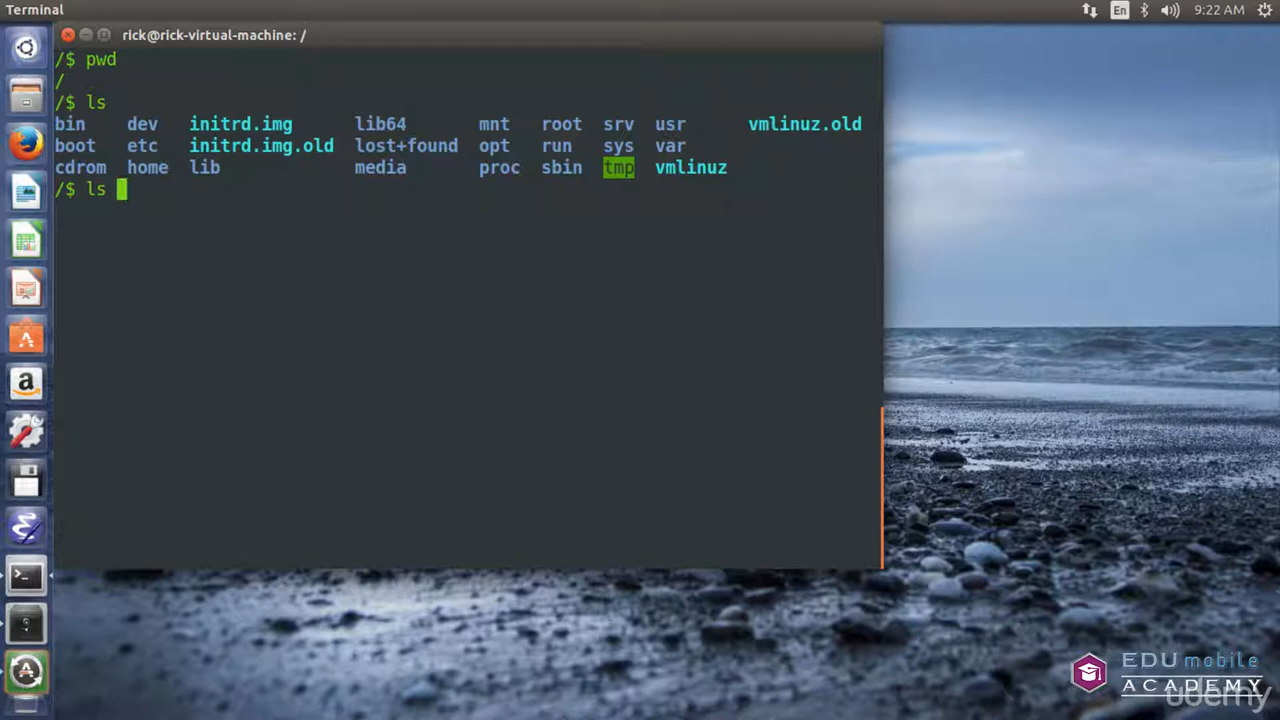 Terminal
En
9:22 AM
rick@rick-virtual-machine: /
/$ pwd
/
/$ ls
bin dev initrd.img lib64 mnt root srv usr vmlinuz.old
boot etc initrd.img.old lost+found opt run sys var
cdrom home lib media proc sbin tmp vmlinuz
/$ ls
EDU mobile
ACADEMY
udemy